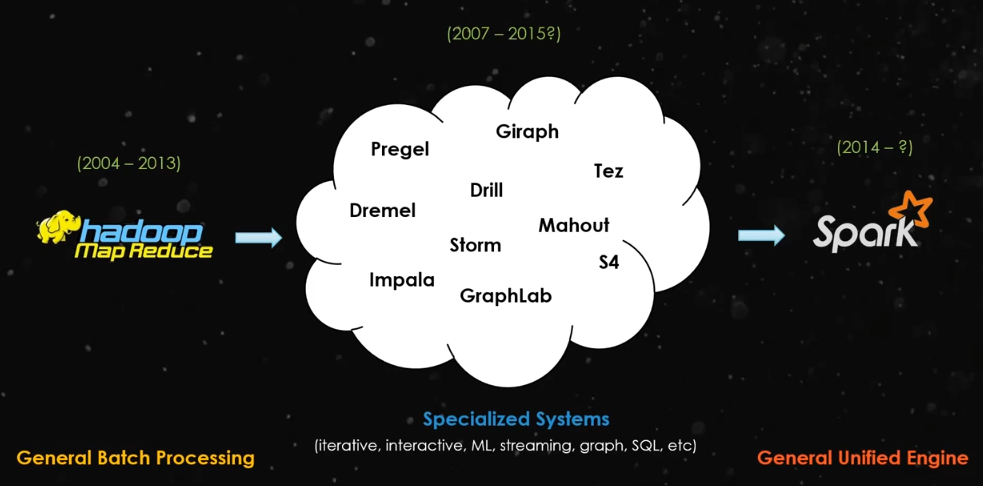 (2007 – 2015?)
(2004 – 2013)
hadoop
Map Reduce
Pregel
Giraph
Tez
Drill
Dremel
Mahout
Storm
S4
Impala
GraphLab
(2014 – ?)
Spark
Specialized Systems
(iterative, interactive, ML, streaming, graph, SQL, etc)
General Batch Processing
General Unified Engine